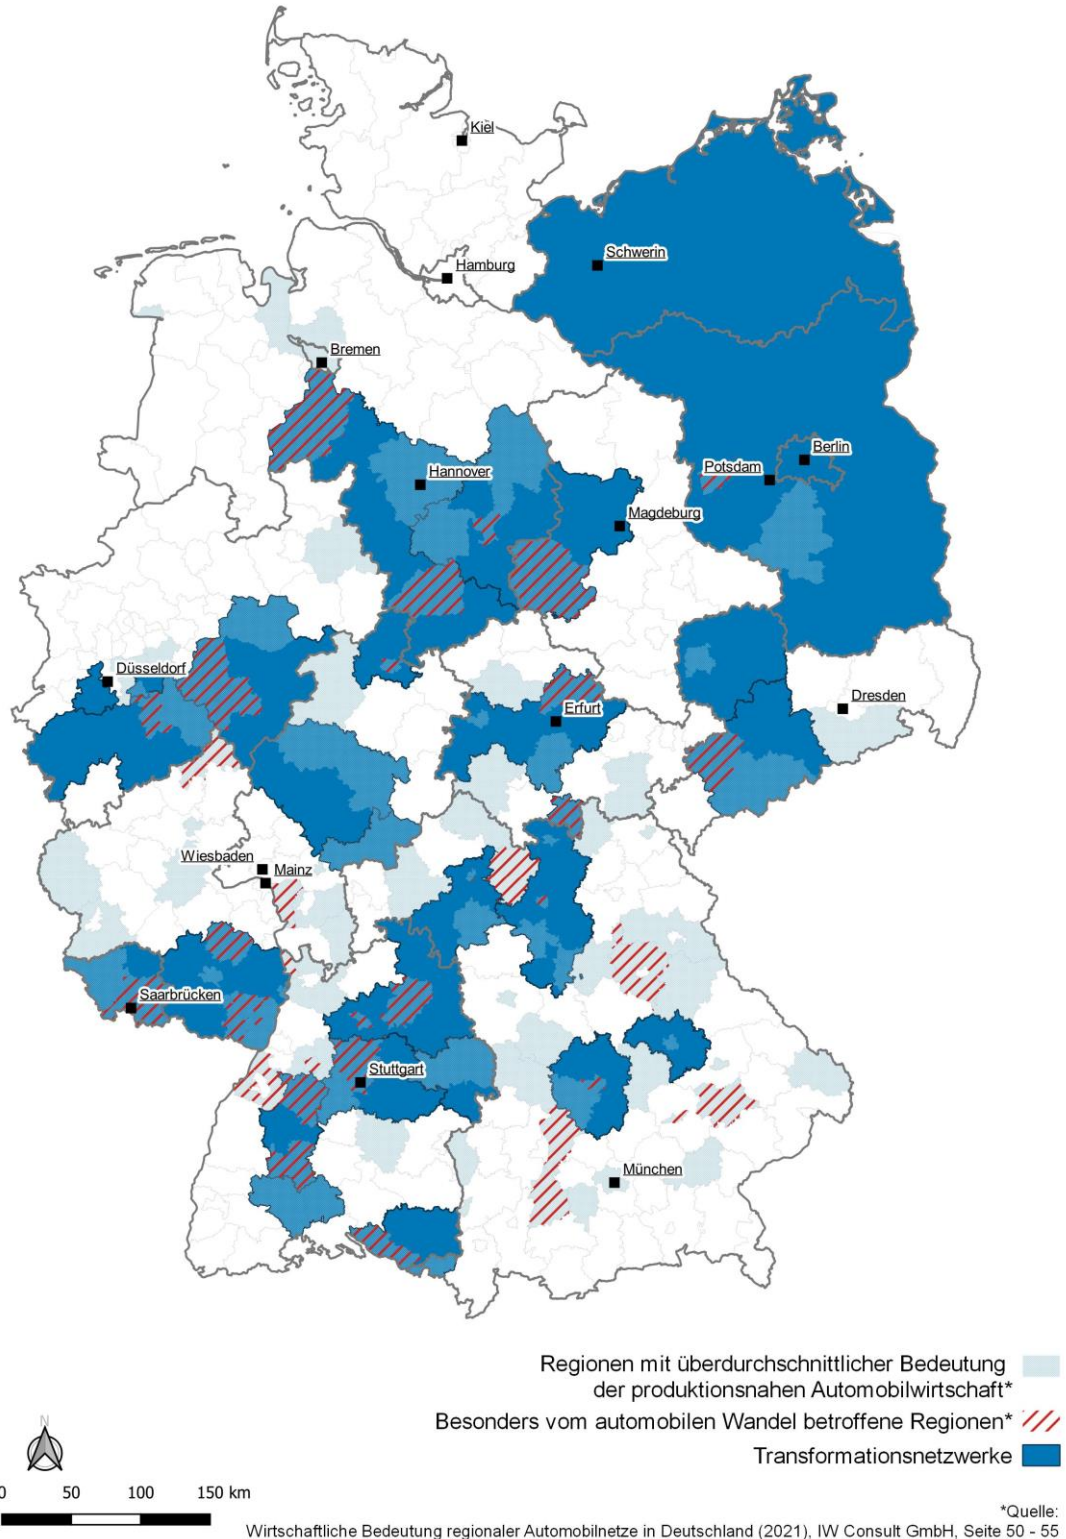 Kiel
Schwerin
Hamburg
Bremen
Berlin
Potsdam
Hannover
Magdeburg
Düsseldorf
Dresden
Erfurt
Wiesbaden
Mainz
Saarbrücken
Stuttgart
München
Regionen mit überdurchschnittlicher Bedeutung
der produktionsnahen Automobilwirtschaft*
Besonders vom automobilen Wandel betroffene Regionen*
Transformationsnetzwerke
N
0 50 100 150 km
*Quelle:
Wirtschaftliche Bedeutung regionaler Automobilnetze in Deutschland (2021), IW Consult GmbH, Seite 50 - 55